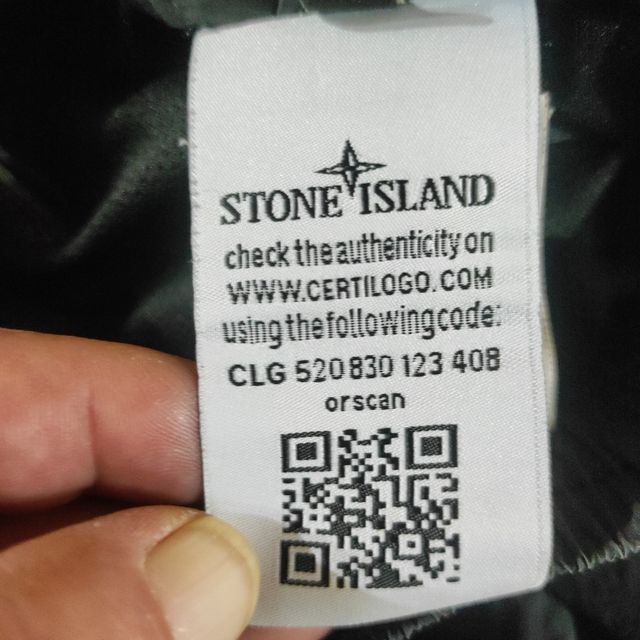 STONE ISLAND
check the authenticity on
WWW.CERTILOGO.COM
using the following code:
CLG 520 830 123 408
or scan